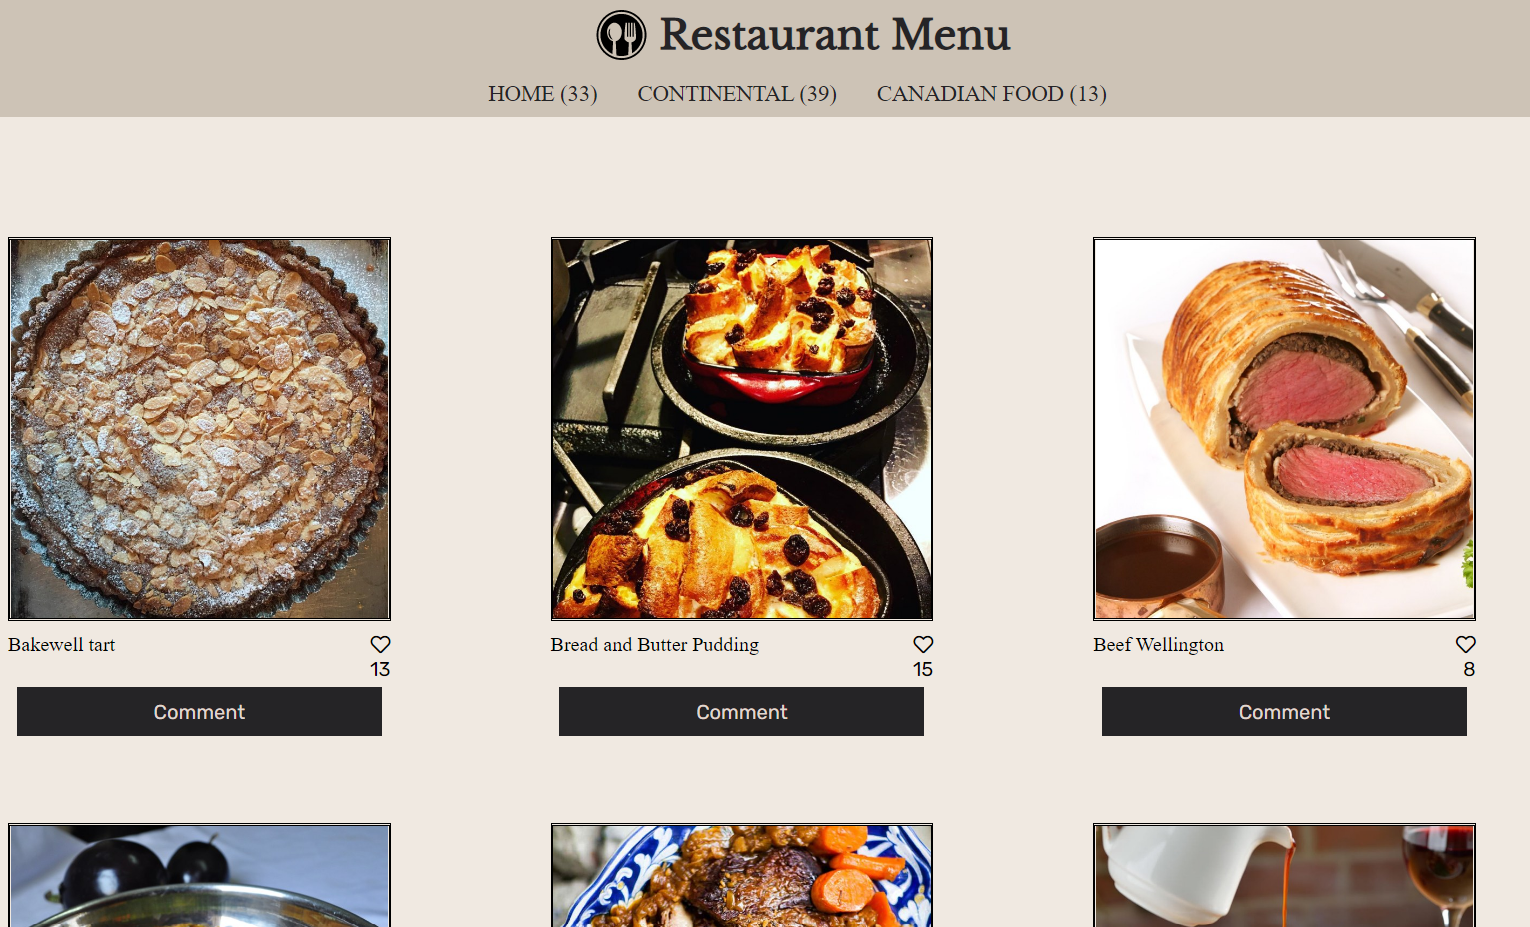 Restaurant Menu
HOME (33) CONTINENTAL (39) CANADIAN FOOD (13)
Bakewell tart
13
Comment
Bread and Butter Pudding
15
Comment
Beef Wellington
8
Comment